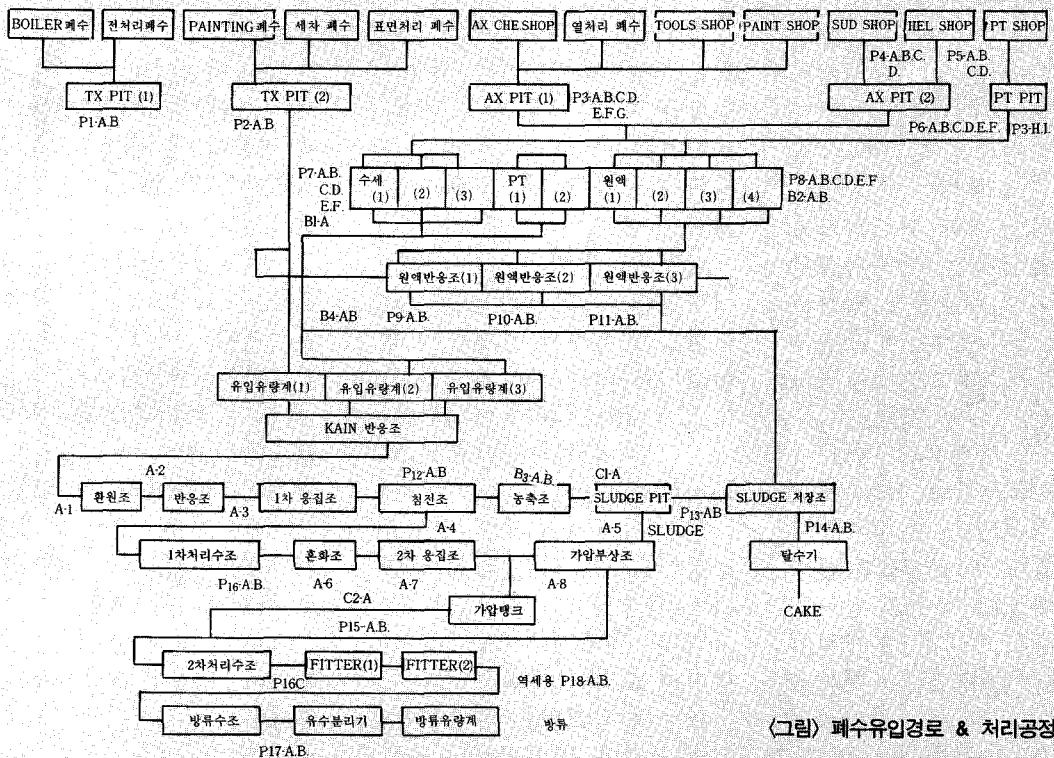 BOILER폐수 전처리폐수 PAINTING폐수 세차 폐수 표면처리 폐수 AX CHE SHOP 열처리 폐수 TOOLS SHOP PAINT SHOP SUD SHOP HEL SHOP PT SHOP
P4-A.B.C. P5-A.B.
D. C.D.
TX PIT (1) TX PIT (2) AX PIT (1) P3-A.B.C.D. AX PIT (2) PT PIT
E.F.G.
P1-A.B P2-A.B P6-A.B.C.D.E.F. P3-H.I.
P7-A.B. 수세 PT 원액 P8-A.B.C.D.E.F
C.D. (1) (2) (3) (1) (2) (1) (2) (3) (4) B2-A.B.
E.F.
B1-A
원액반응조(1) 원액반응조(2) 원액반응조(3)
B4-AB P9-A.B. P10-A.B. P11-A.B.
유입유량계(1) 유입유량계(2) 유입유량계(3)
KAIN 반응조
A-2 P12-A.B B3-A.B C1-A
A-1 환원조 반응조 A-3 1차 응집조 침전조 농축조 SLUDGE PIT P13-AB SLUDGE 저장조
A-4 A-5 SLUDGE P14-A.B.
1차처리수조 혼화조 2차 응집조 가압부상조 탈수기
P16-A.B. A-6 A-7 A-8
C2-A 가압탱크 CAKE
P15-A.B.
2차처리수조 FITTER(1) FITTER(2)
P16C 역세용 P18-A.B.
방류수조 유수분리기 방류유량계 방류
P17-A.B.
〈그림〉 폐수유입경로 & 처리공정